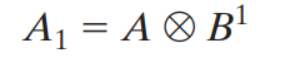 A₁ = A ⊗ B¹